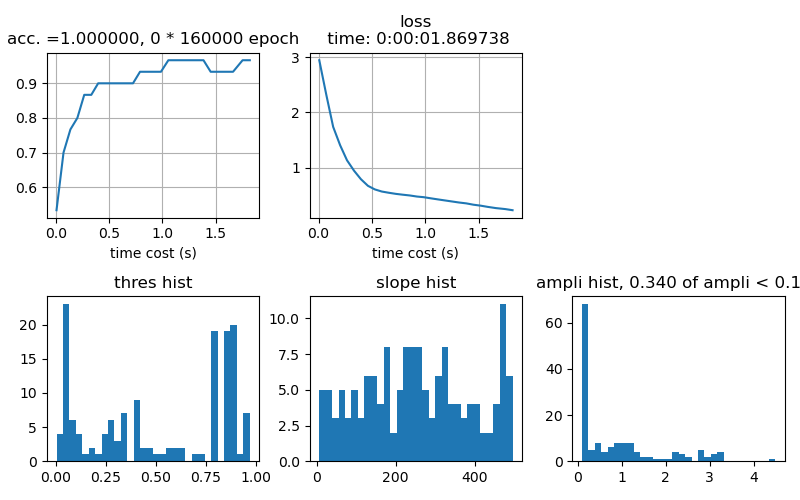 acc. =1.000000, 0 * 160000 epoch
0.9
0.8
0.7
0.6
0.0 0.5 1.0 1.5
time cost (s)
loss
time: 0:00:01.869738
3
2
1
0.0 0.5 1.0 1.5
time cost (s)
thres hist
20
15
10
5
0
0.00 0.25 0.50 0.75 1.00
slope hist
10.0
7.5
5.0
2.5
0.0
0 200 400
ampli hist, 0.340 of ampli < 0.1
60
40
20
0
0 1 2 3 4